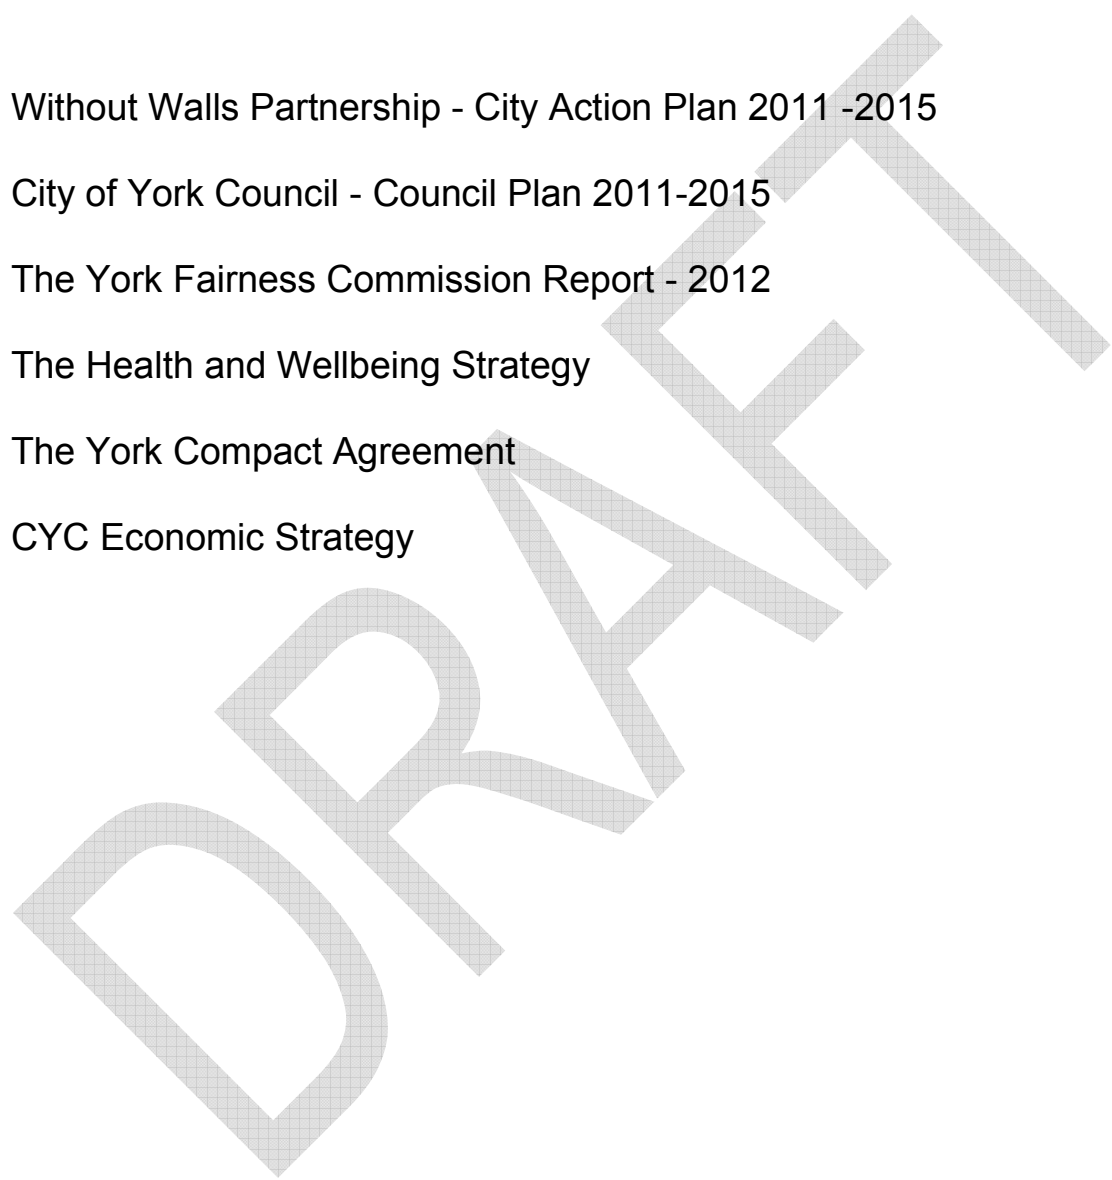 Without Walls Partnership - City Action Plan 2011 -2015
City of York Council - Council Plan 2011-2015
The York Fairness Commission Report - 2012
The Health and Wellbeing Strategy
The York Compact Agreement
CYC Economic Strategy
DRAFT